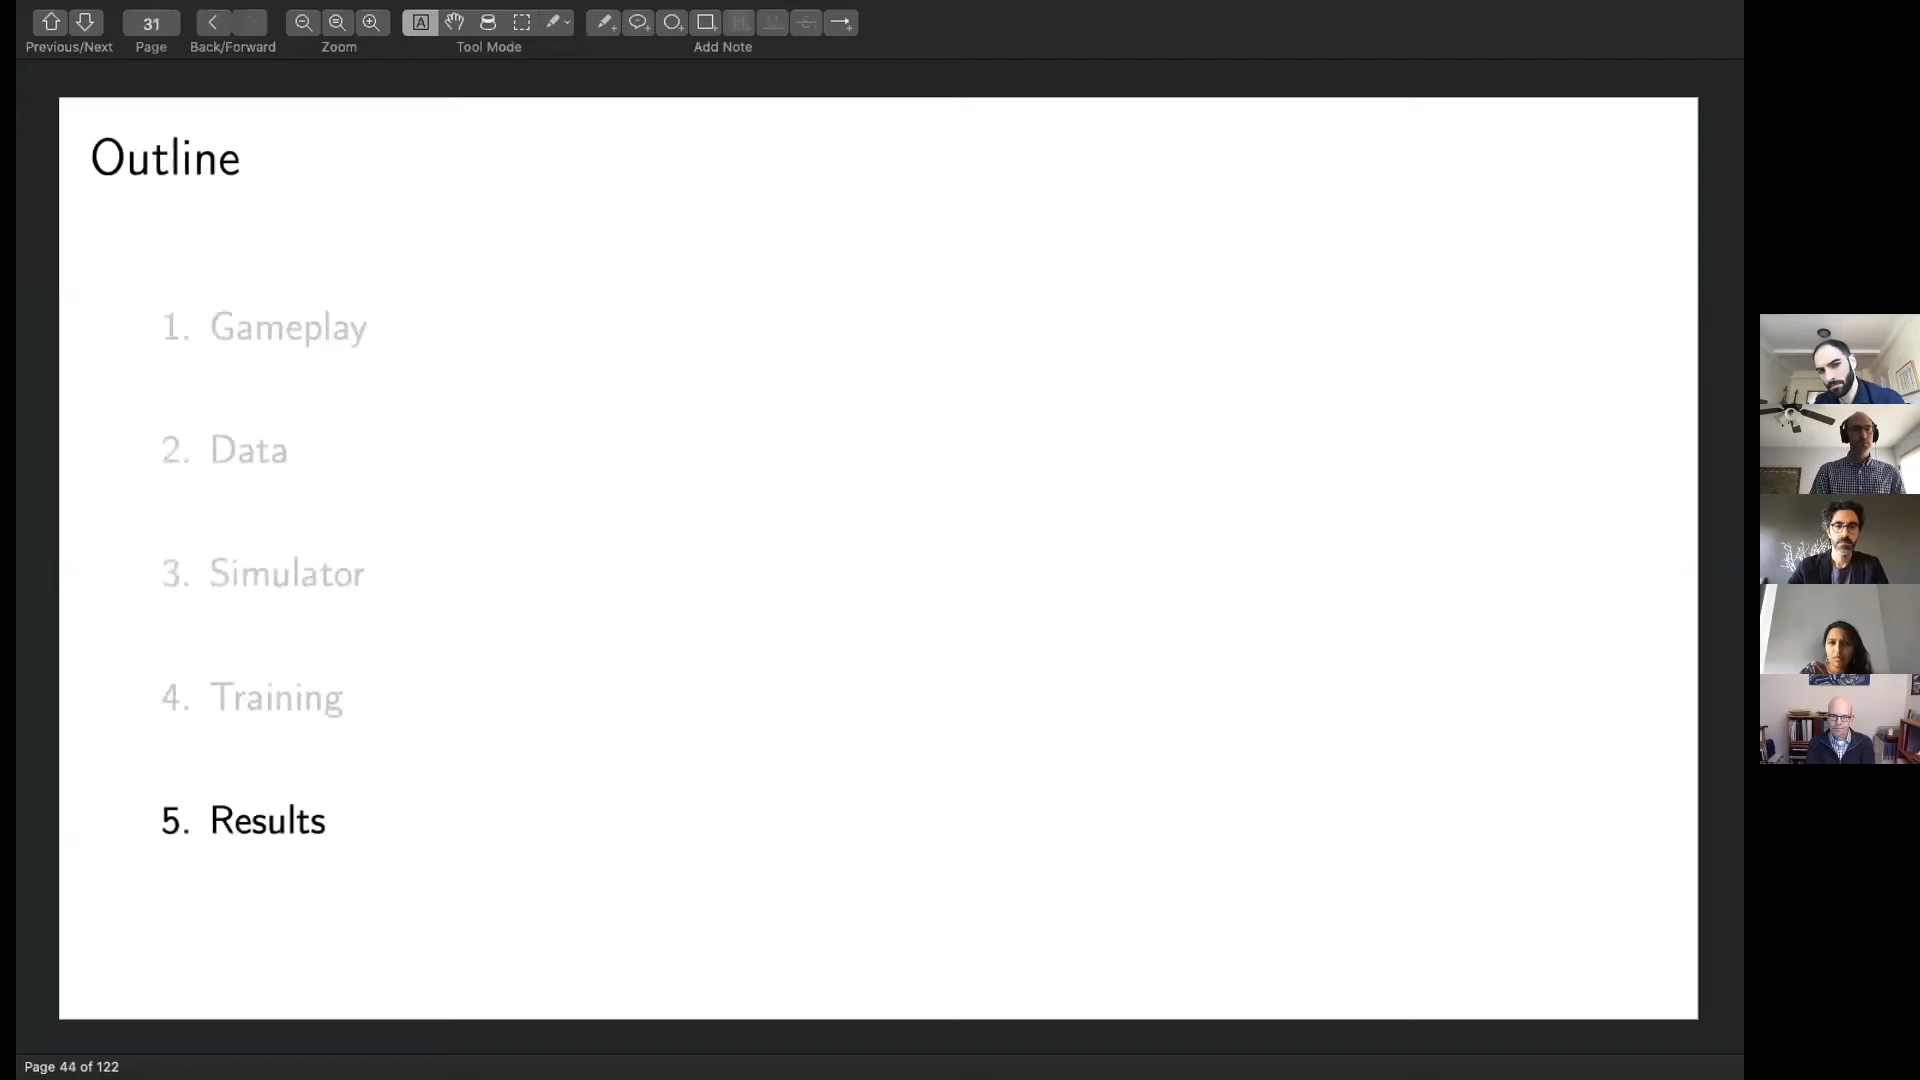 31
Previous/Next
Page
Back/Forward
Zoom
Tool Mode
Add Note
Outline
1. Gameplay
2. Data
3. Simulator
4. Training
5. Results
Page 44 of 122